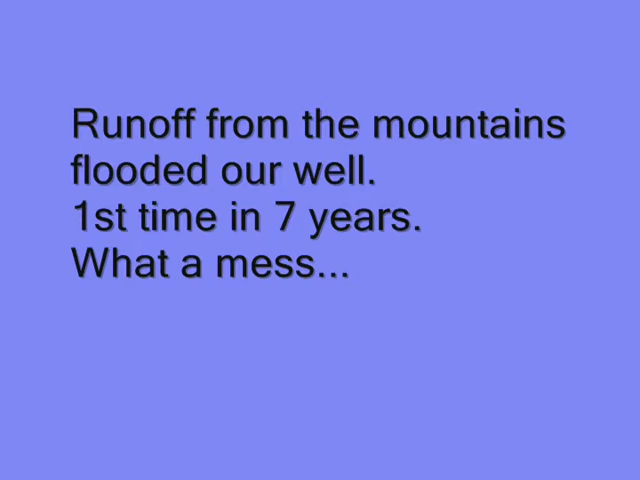 Runoff from the mountains
flooded our well.
1st time in 7 years.
What a mess...